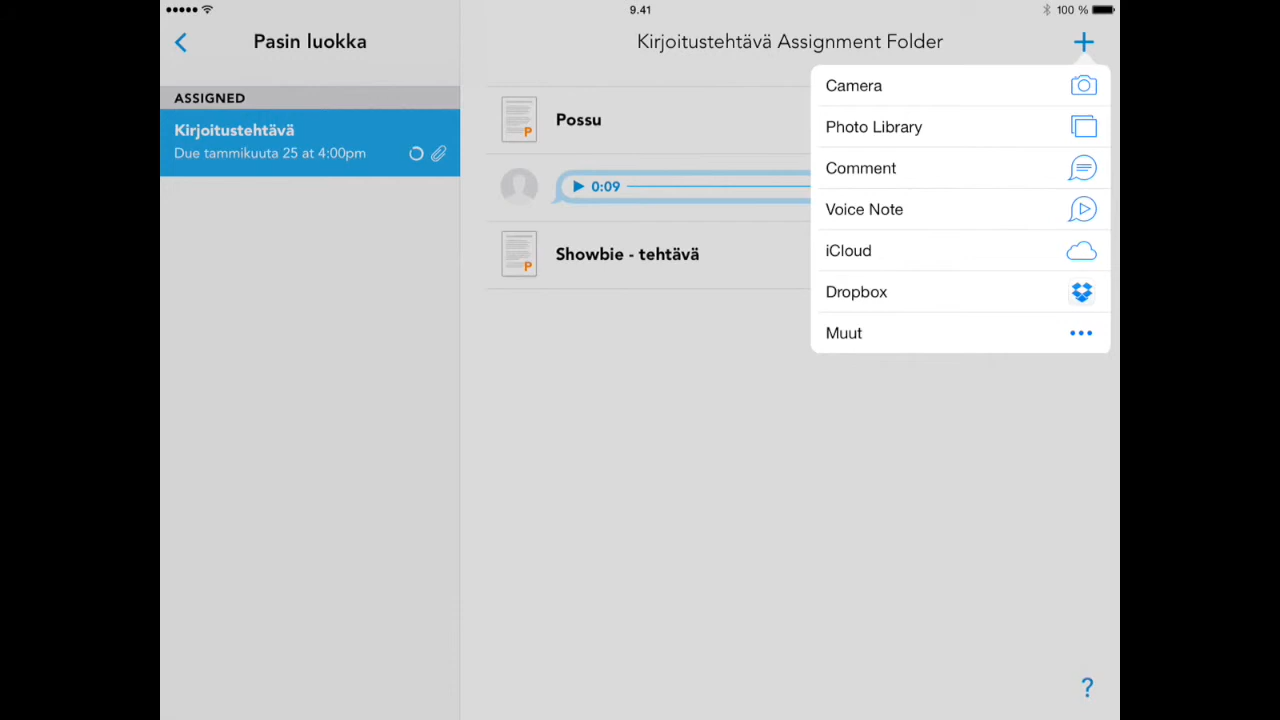 9.41
100 %
Pasin luokka
Kirjoitustehtävä Assignment Folder
ASSIGNED
Kirjoitustehtävä
Due tammikuuta 25 at 4:00pm
Possu
0:09
Showbie - tehtävä
Camera
Photo Library
Comment
Voice Note
iCloud
Dropbox
Muut
?